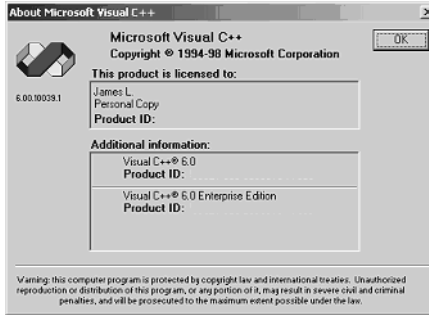 About Microsoft Visual C++
Microsoft Visual C++
Copyright © 1994-98 Microsoft Corporation
OK
This product is licensed to:
6.00.10039.1
James L.
Personal Copy
Product ID:
Additional information:
Visual C++® 6.0
Product ID:
Visual C++® 6.0 Enterprise Edition
Product ID:
Warning: this computer program is protected by copyright law and international treaties. Unauthorized
reproduction or distribution of this program, or any portion of it, may result in severe civil and criminal
penalties, and will be prosecuted to the maximum extent possible under the law.